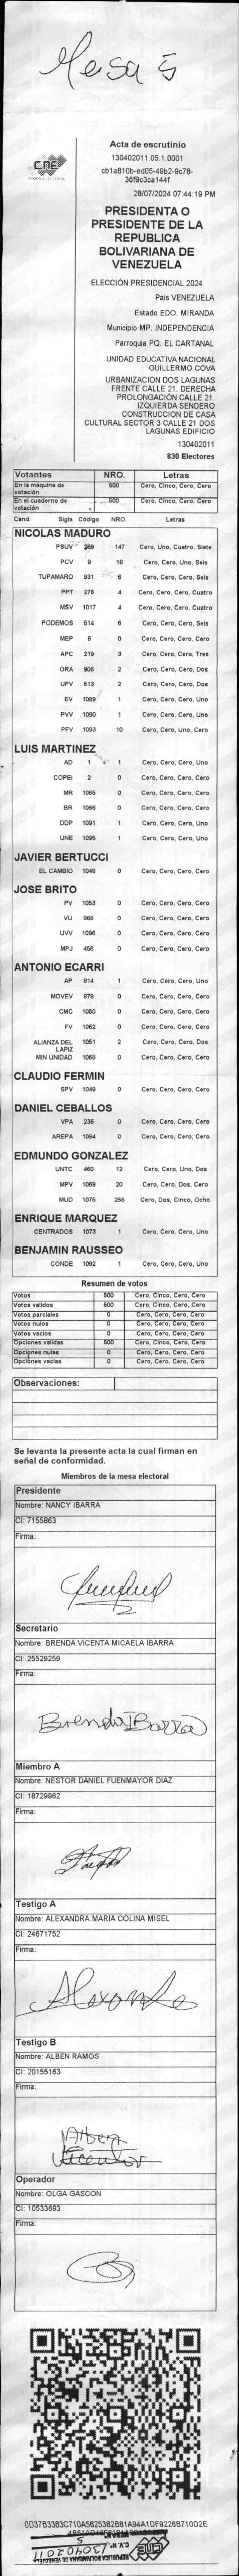 Mesa 5
CNE
Acta de escrutinio
130402011.05.1.0001
cb1a810b-ed05-49b2-9c78-
36f9c3ca144f
28/07/2024 07:44:19 PM
PRESIDENTA O
PRESIDENTE DE LA
REPUBLICA
BOLIVARIANA DE
VENEZUELA
ELECCIÓN PRESIDENCIAL 2024
País VENEZUELA
Estado EDO. MIRANDA
Municipio MP. INDEPENDENCIA
Parroquia PQ. EL CARTANAL
UNIDAD EDUCATIVA NACIONAL
GUILLERMO COVA
URBANIZACION DOS LAGUNAS
FRENTE CALLE 21. DERECHA
PROLONGACIÓN CALLE 21.
IZQUIERDA SENDERO
CONSTRUCCION DE CASA
CULTURAL SECTOR 3 CALLE 21 DOS
LAGUNAS EDIFICIO
130402011
830 Electores
Votantes NRO. Letras
En la máquina de votación 500 Cero, Cinco, Cero, Cero
En el cuaderno de votación 500 Cero, Cinco, Cero, Cero
Cand. Sigla Código NRO. Letras
NICOLAS MADURO
PSUV 269 147 Cero, Uno, Cuatro, Siete
PCV 9 16 Cero, Cero, Uno, Seis
TUPAMARO 931 6 Cero, Cero, Cero, Seis
PPT 276 4 Cero, Cero, Cero, Cuatro
MSV 1017 4 Cero, Cero, Cero, Cuatro
PODEMOS 514 6 Cero, Cero, Cero, Seis
MEP 6 0 Cero, Cero, Cero, Cero
APC 219 3 Cero, Cero, Cero, Tres
ORA 906 2 Cero, Cero, Cero, Dos
UPV 513 2 Cero, Cero, Cero, Dos
EV 1089 1 Cero, Cero, Cero, Uno
PVV 1090 1 Cero, Cero, Cero, Uno
PFV 1093 10 Cero, Cero, Uno, Cero
LUIS MARTINEZ
AD 1 1 Cero, Cero, Cero, Uno
COPEI 2 0 Cero, Cero, Cero, Cero
MR 1065 0 Cero, Cero, Cero, Cero
BR 1066 0 Cero, Cero, Cero, Cero
DDP 1091 1 Cero, Cero, Cero, Uno
UNE 1095 1 Cero, Cero, Cero, Uno
JAVIER BERTUCCI
EL CAMBIO 1048 0 Cero, Cero, Cero, Cero
JOSE BRITO
PV 1053 0 Cero, Cero, Cero, Cero
VU 868 0 Cero, Cero, Cero, Cero
UVV 1096 0 Cero, Cero, Cero, Cero
MPJ 458 0 Cero, Cero, Cero, Cero
ANTONIO ECARRI
AP 814 1 Cero, Cero, Cero, Uno
MOVEV 878 0 Cero, Cero, Cero, Cero
CMC 1050 0 Cero, Cero, Cero, Cero
FV 1062 0 Cero, Cero, Cero, Cero
ALIANZA DEL LAPIZ 1051 2 Cero, Cero, Cero, Dos
MIN UNIDAD 1068 0 Cero, Cero, Cero, Cero
CLAUDIO FERMIN
SPV 1049 0 Cero, Cero, Cero, Cero
DANIEL CEBALLOS
VPA 236 0 Cero, Cero, Cero, Cero
AREPA 1094 0 Cero, Cero, Cero, Cero
EDMUNDO GONZALEZ
UNTC 460 12 Cero, Cero, Uno, Dos
MPV 1069 20 Cero, Cero, Dos, Cero
MUD 1075 258 Cero, Dos, Cinco, Ocho
ENRIQUE MARQUEZ
CENTRADOS 1073 1 Cero, Cero, Cero, Uno
BENJAMIN RAUSSEO
CONDE 1092 1 Cero, Cero, Cero, Uno
Resumen de votos
Votos 500 Cero, Cinco, Cero, Cero
Votos validos 500 Cero, Cinco, Cero, Cero
Votos parciales 0 Cero, Cero, Cero, Cero
Votos nulos 0 Cero, Cero, Cero, Cero
Votos vacios 0 Cero, Cero, Cero, Cero
Opciones validas 500 Cero, Cinco, Cero, Cero
Opciones nulas 0 Cero, Cero, Cero, Cero
Opciones vacias 0 Cero, Cero, Cero, Cero
Observaciones:
Se levanta la presente acta la cual firman en
señal de conformidad.
Miembros de la mesa electoral
Presidente
Nombre: NANCY IBARRA
CI: 7155863
Firma:
Secretario
Nombre: BRENDA VICENTA MICAELA IBARRA
CI: 25529259
Firma:
Brenda Ibarra
Miembro A
Nombre: NESTOR DANIEL FUENMAYOR DIAZ
CI: 18729962
Firma:
Testigo A
Nombre: ALEXANDRA MARIA COLINA MISEL
CI: 24671752
Firma:
Testigo B
Nombre: ALBEN RAMOS
CI: 20155163
Firma:
Alben
Operador
Nombre: OLGA GASCON
CI: 10533693
Firma:
0D37B3383C710A5825382B81A94A1DF9226B710D2E
CNE
REPUBLICA BOLIVARIANA DE VENEZUELA
C.V. N°. 130402011
5